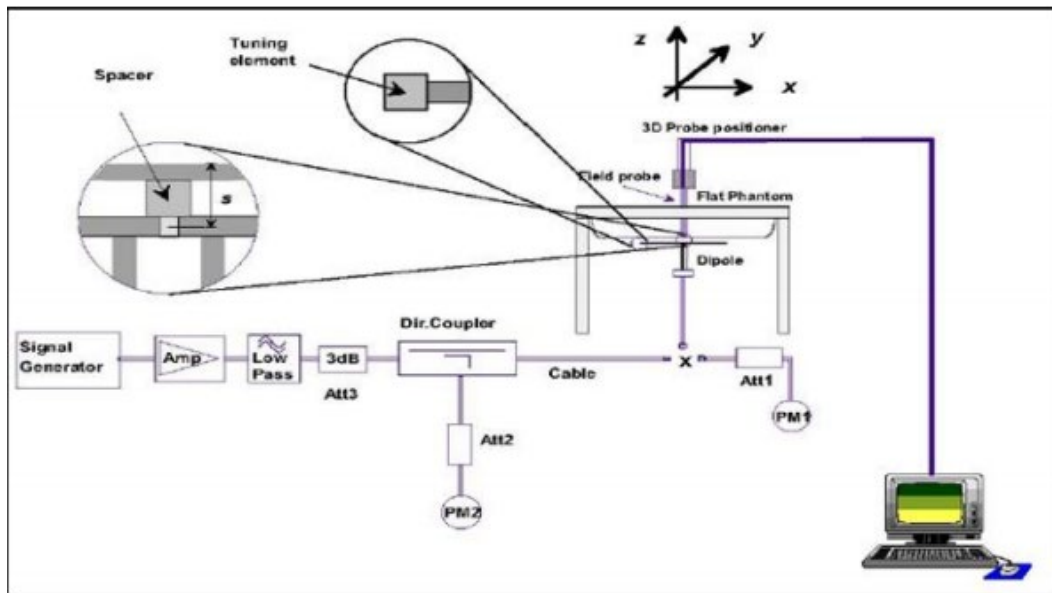 Tuning
element
Spacer
s
z
y
x
3D Probe positioner
Field probe
Flat Phantom
Dipole
Signal
Generator
Amp
Low
Pass
3dB
Att3
Dir.Coupler
Cable
x
Att1
PM1
Att2
PM2